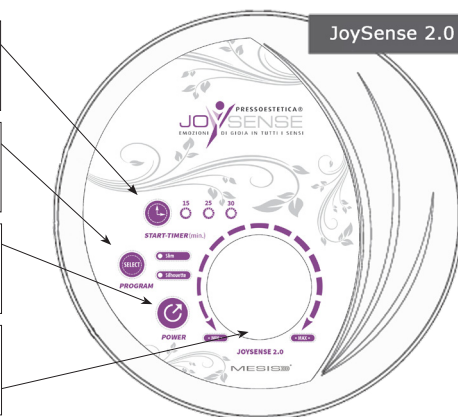 JoySense 2.0
PRESSOESTETICA®
JOYSENSE
EMOZIONI DI GIOIA IN TUTTI I SENSI
15 25 30
START-TIMER (min.)
SELECT
Slim
Silhouette
PROGRAM
POWER
• MIN •
• MAX •
JOYSENSE 2.0
MESIS